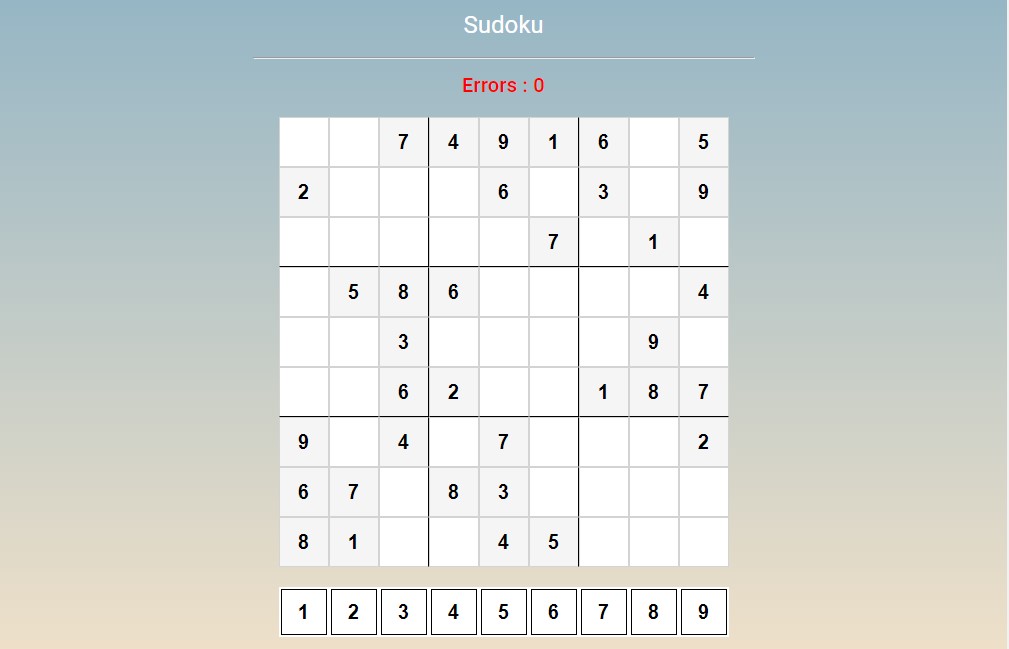 Sudoku
Errors : 0
7 4 9 1 6 5
2 6 3 9
7 1
5 8 6 4
3 9
6 2 1 8 7
9 4 7 2
6 7 8 3
8 1 4 5
1 2 3 4 5 6 7 8 9